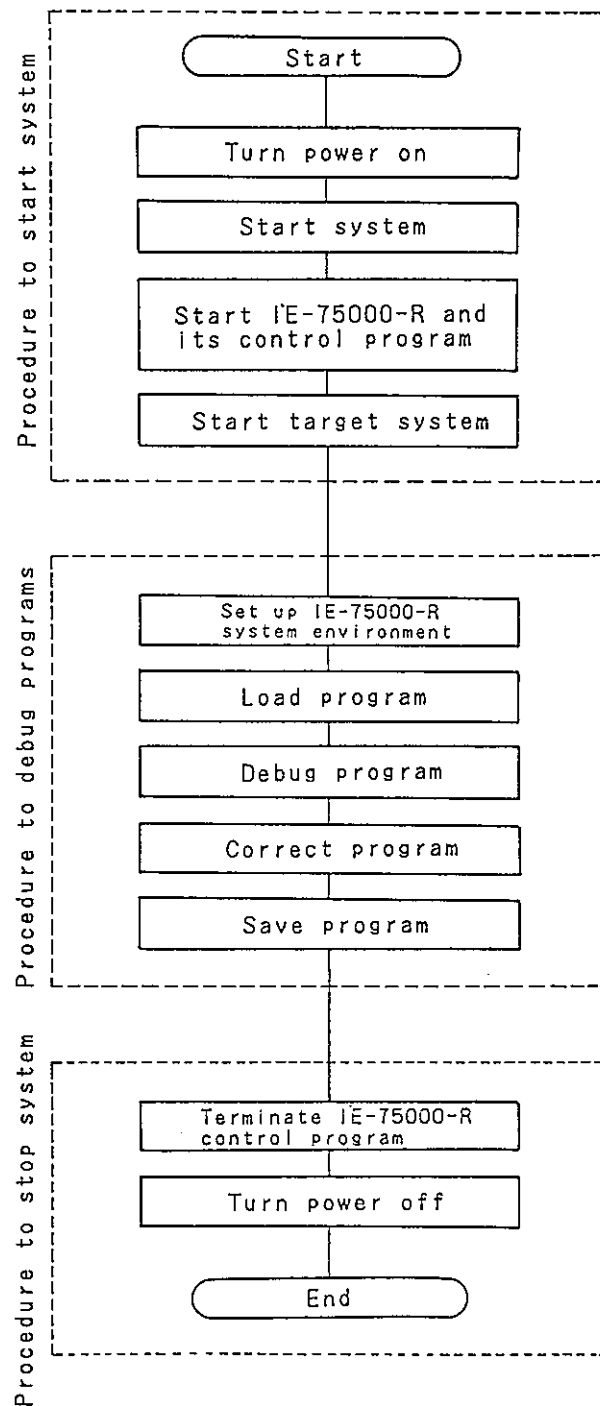 Procedure to start system
Start
Turn power on
Start system
Start IE-75000-R and
its control program
Start target system
Procedure to debug programs
Set up IE-75000-R
system environment
Load program
Debug program
Correct program
Save program
Procedure to stop system
Terminate IE-75000-R
control program
Turn power off
End